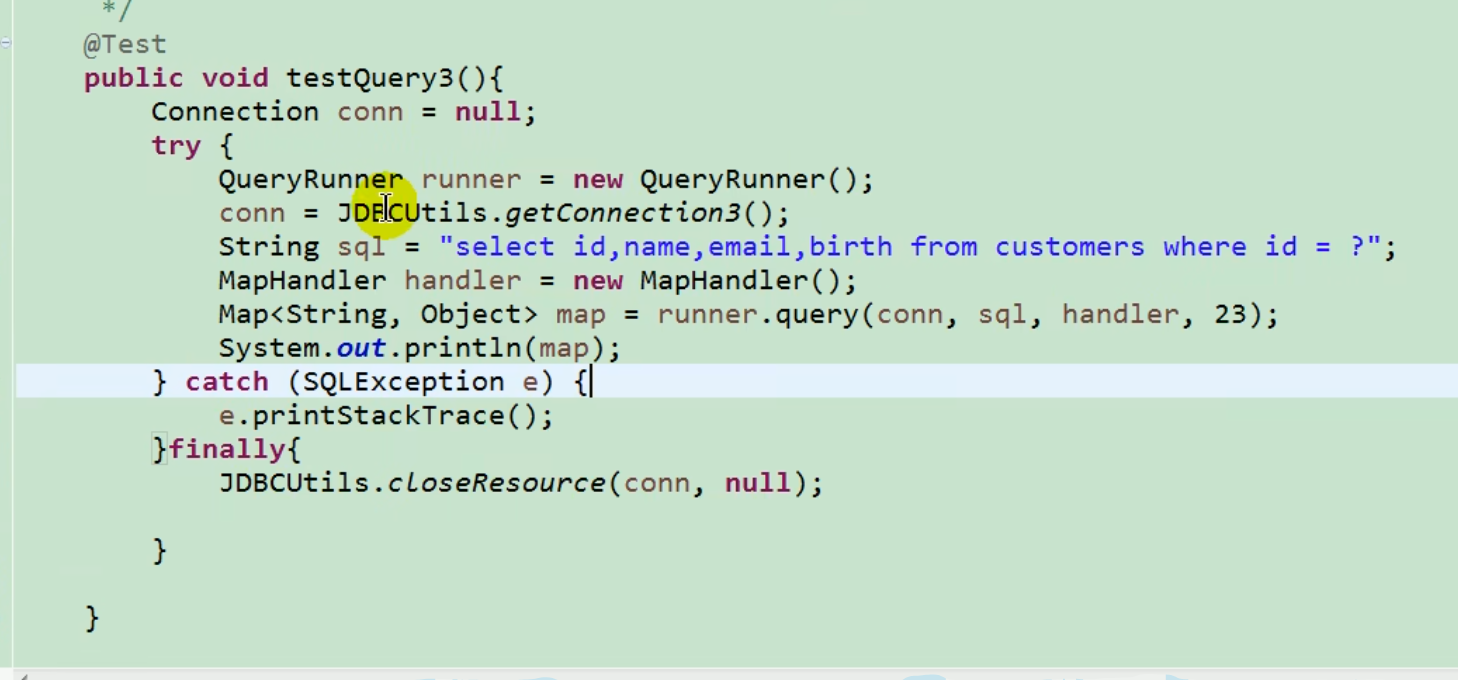 */
@Test
public void testQuery3(){
Connection conn = null;
try {
QueryRunner runner = new QueryRunner();
conn = JDBCUtils.getConnection3();
String sql = "select id,name,email,birth from customers where id = ?";
MapHandler handler = new MapHandler();
Map<String, Object> map = runner.query(conn, sql, handler, 23);
System.out.println(map);
} catch (SQLException e) {
e.printStackTrace();
}finally{
JDBCUtils.closeResource(conn, null);
}
}